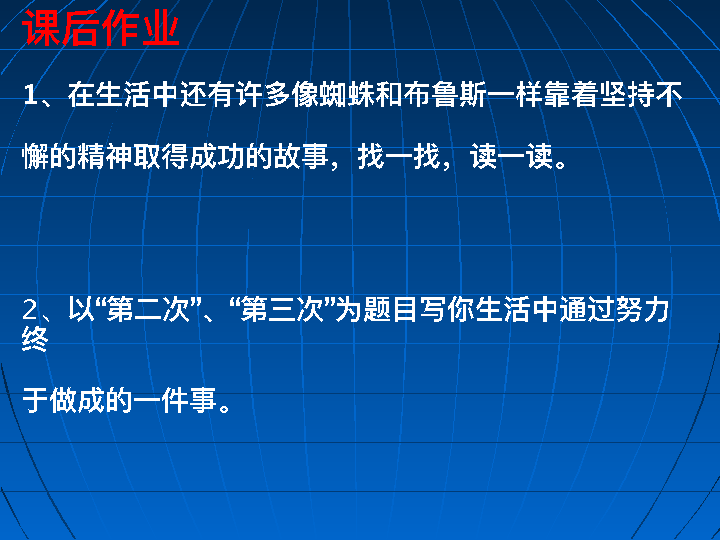 课后作业
1、在生活中还有许多像蜘蛛和布鲁斯一样靠着坚持不
懈的精神取得成功的故事，找一找，读一读。
2、以“第二次”、“第三次”为题目写你生活中通过努力
终
于做成的一件事。